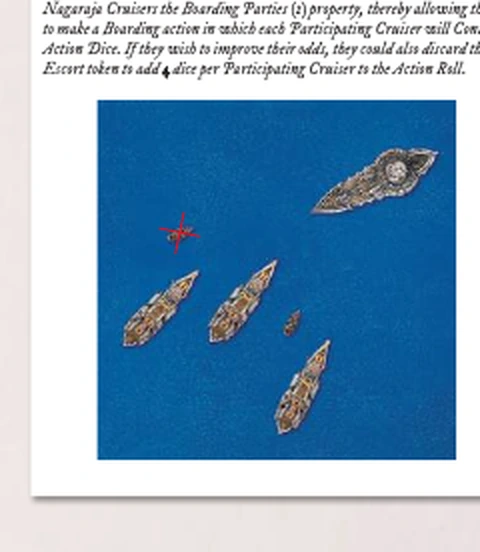 Nagaraja Cruisers the Boarding Parties (2) property, thereby allowing th
to make a Boarding action in which each Participating Cruiser will Con
Action Dice. If they wish to improve their odds, they could also discard th
Escort token to add 4 dice per Participating Cruiser to the Action Roll.